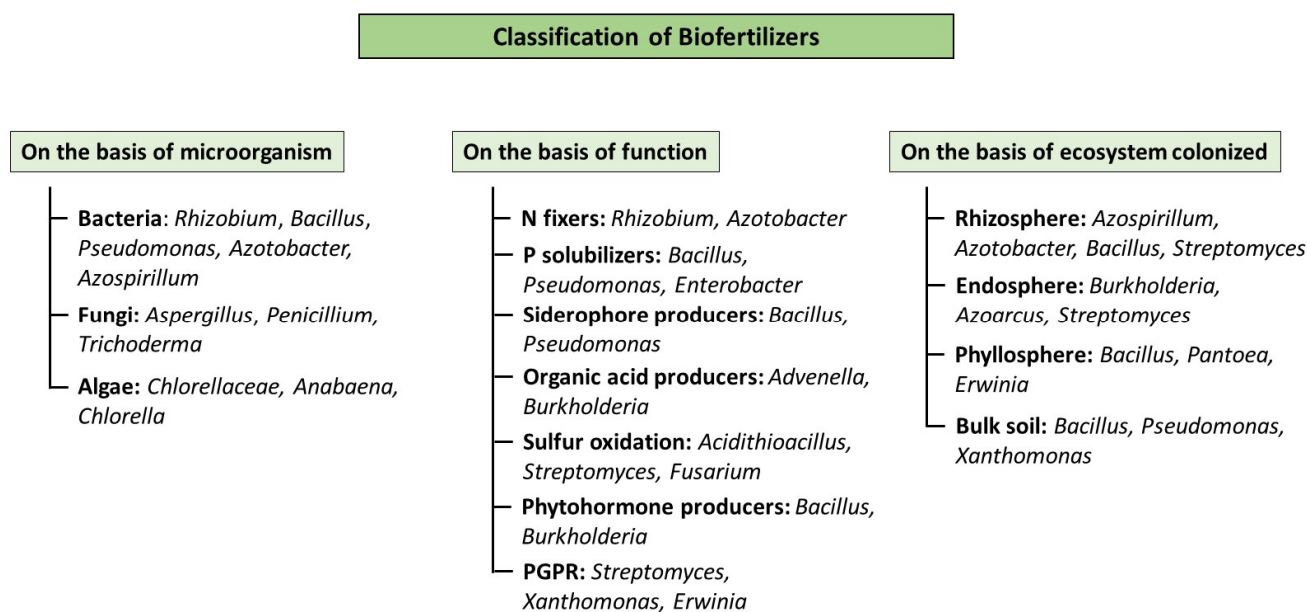 Classification of Biofertilizers
On the basis of microorganism
Bacteria: Rhizobium, Bacillus,
Pseudomonas, Azotobacter,
Azospirillum
Fungi: Aspergillus, Penicillium,
Trichoderma
Algae: Chlorellaceae, Anabaena,
Chlorella
On the basis of function
N fixers: Rhizobium, Azotobacter
P solubilizers: Bacillus,
Pseudomonas, Enterobacter
Siderophore producers: Bacillus,
Pseudomonas
Organic acid producers: Advenella,
Burkholderia
Sulfur oxidation: Acidithioacillus,
Streptomyces, Fusarium
Phytohormone producers: Bacillus,
Burkholderia
PGPR: Streptomyces,
Xanthomonas, Erwinia
On the basis of ecosystem colonized
Rhizosphere: Azospirillum,
Azotobacter, Bacillus, Streptomyces
Endosphere: Burkholderia,
Azoarcus, Streptomyces
Phyllosphere: Bacillus, Pantoea,
Erwinia
Bulk soil: Bacillus, Pseudomonas,
Xanthomonas